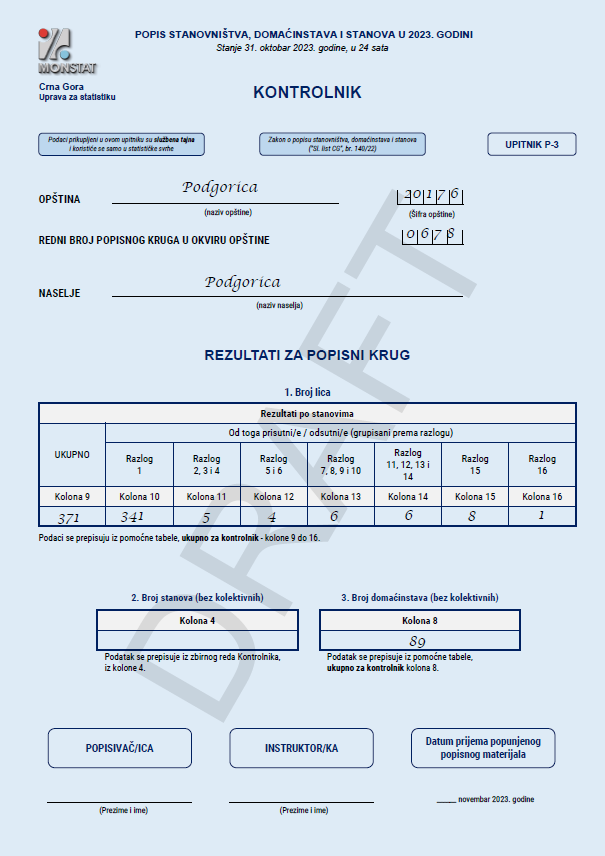 POPIS STANOVNIŠTVA, DOMAĆINSTAVA I STANOVA U 2023. GODINI
Stanje 31. oktobar 2023. godine, u 24 sata
MONSTAT
Crna Gora
Uprava za statistiku
KONTROLNIK
Podaci prikupljeni u ovom upitniku su službena tajna
i koristiće se samo u statističke svrhe
Zakon o popisu stanovništva, domaćinstava i stanova
("Sl. list CG", br. 140/22)
UPITNIK P-3
OPŠTINA Podgorica 20176
(naziv opštine) (Šifra opštine)
REDNI BROJ POPISNOG KRUGA U OKVIRU OPŠTINE 0678
NASELJE Podgorica
(naziv naselja)
REZULTATI ZA POPISNI KRUG
1. Broj lica
Rezultati po stanovima
UKUPNO
Od toga prisutni/e / odsutni/e (grupisani prema razlogu)
Razlog 1
Razlog 2, 3 i 4
Razlog 5 i 6
Razlog 7, 8, 9 i 10
Razlog 11, 12, 13 i 14
Razlog 15
Razlog 16
Kolona 9 Kolona 10 Kolona 11 Kolona 12 Kolona 13 Kolona 14 Kolona 15 Kolona 16
371 341 5 4 6 6 8 1
Podaci se prepisuju iz pomoćne tabele, ukupno za kontrolnik - kolone 9 do 16.
2. Broj stanova (bez kolektivnih)
Kolona 4
Podatak se prepisuje iz zbirnog reda Kontrolnika,
iz kolone 4.
3. Broj domaćinstava (bez kolektivnih)
Kolona 8
89
Podatak se prepisuje iz pomoćne tabele,
ukupno za kontrolnik kolona 8.
POPISIVAČ/ICA
INSTRUKTOR/KA
Datum prijema popunjenog
popisnog materijala
(Prezime i ime) (Prezime i ime) ____ novembar 2023. godine
DRAFT